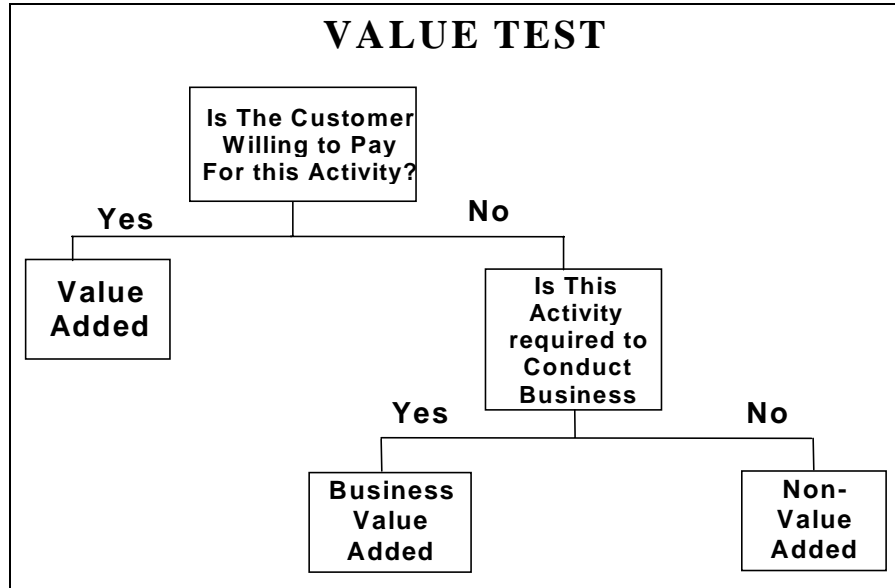 VALUE TEST
Is The Customer
Willing to Pay
For this Activity?
Yes
No
Value
Added
Is This
Activity
required to
Conduct
Business
Yes
No
Business
Value
Added
Non-
Value
Added